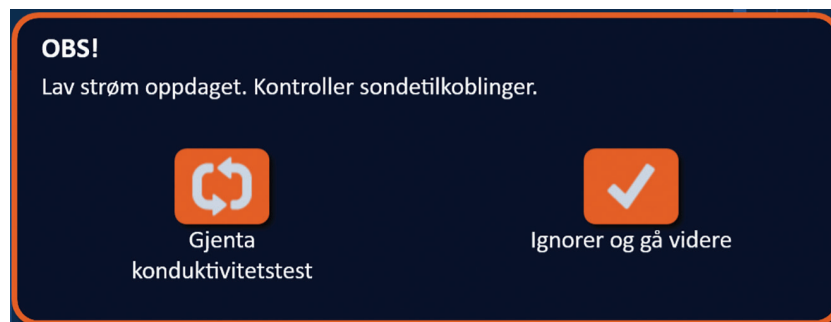 OBS!
Lav strøm oppdaget. Kontroller sondetilkoblinger.
Gjenta
konduktivitetstest
Ignorer og gå videre